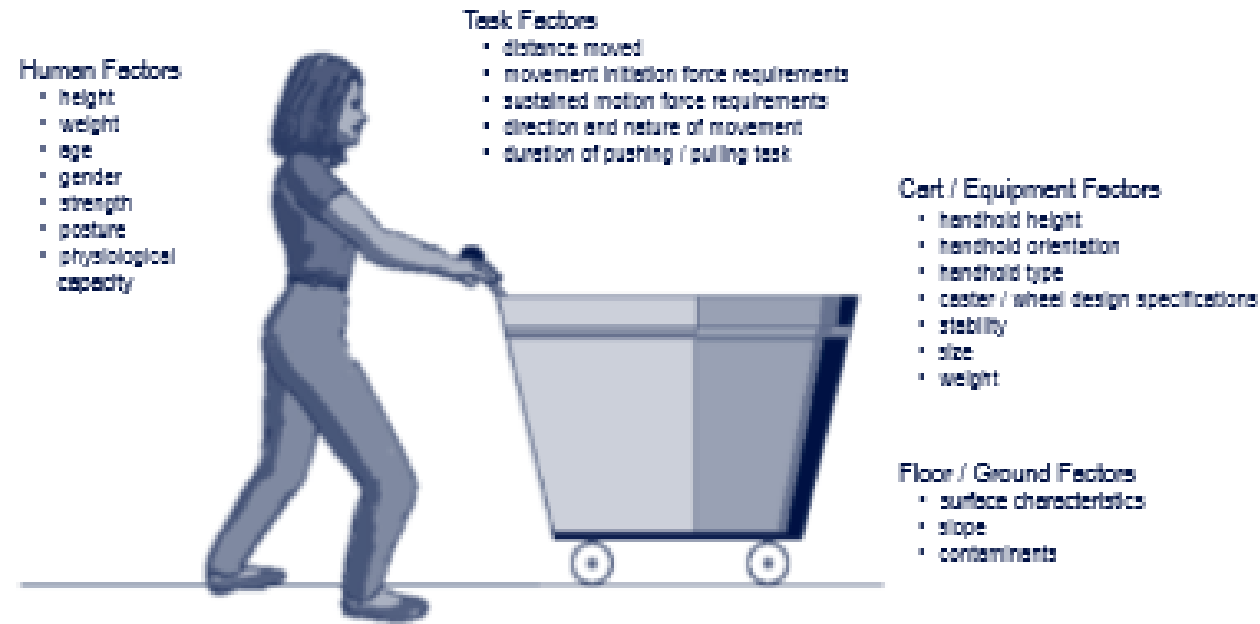 Task Factors
• distance moved
• movement initiation force requirements
• sustained motion force requirements
• direction and nature of movement
• duration of pushing / pulling task
Human Factors
• height
• weight
• age
• gender
• strength
• posture
• physiological
capacity
Cart / Equipment Factors
• handhold height
• handhold orientation
• handhold type
• caster / wheel design specifications
• stability
• size
• weight
Floor / Ground Factors
• surface characteristics
• slope
• contaminants